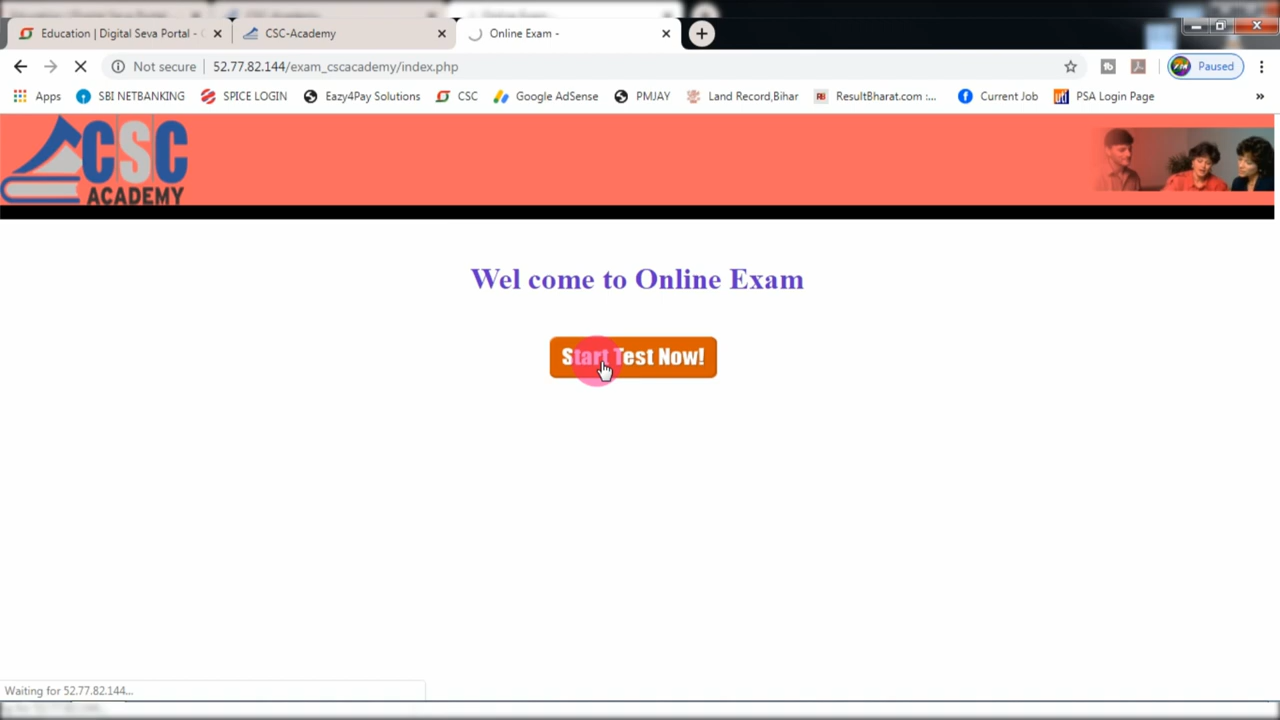 Education | Digital Seva Portal -
CSC-Academy
Online Exam -
Not secure
52.77.82.144/exam_cscacademy/index.php
Paused
Apps
SBI NETBANKING
SPICE LOGIN
Eazy4Pay Solutions
CSC
Google AdSense
PMJAY
Land Record,Bihar
RB
ResultBharat.com :...
Current Job
PSA Login Page
»
CSC
ACADEMY
Wel come to Online Exam
Start Test Now!
Waiting for 52.77.82.144...